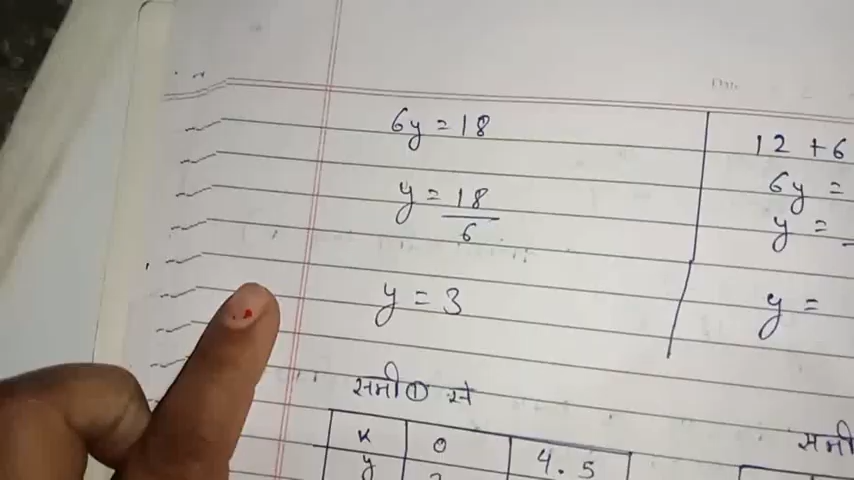 6y = 18
y = 18/6
y = 3
समी ① से
x 0 4.5
y
12 + 6
6y =
y =
y =
समी